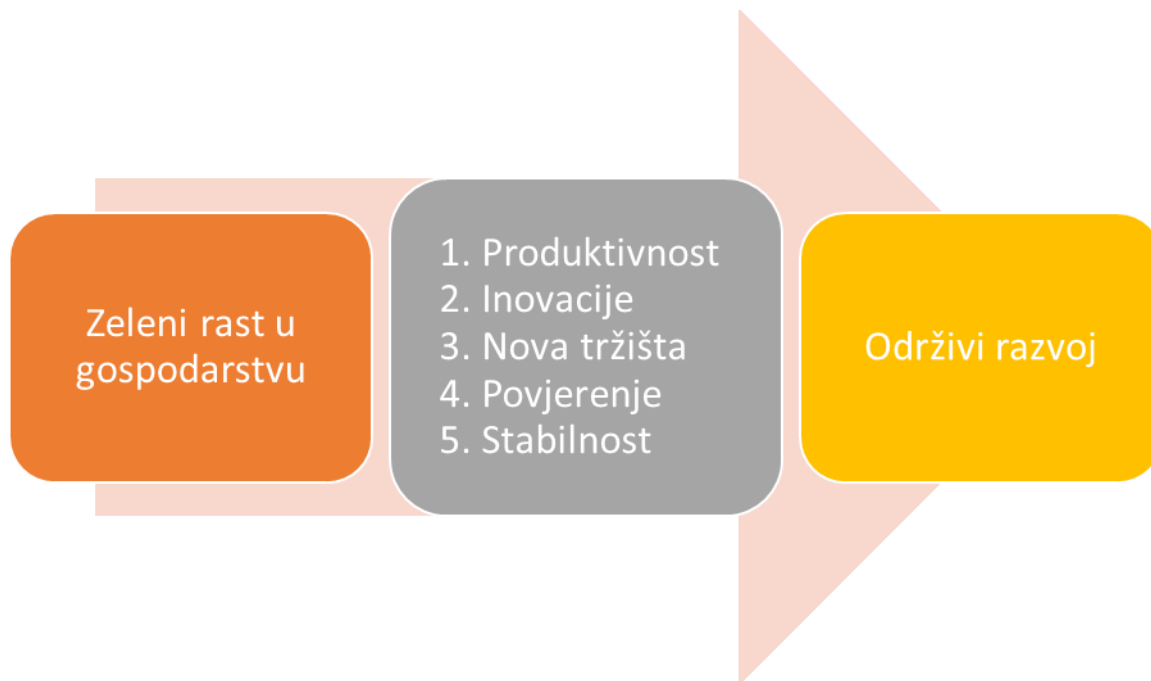 Zeleni rast u
gospodarstvu
1. Produktivnost
2. Inovacije
3. Nova tržišta
4. Povjerenje
5. Stabilnost
Održivi razvoj